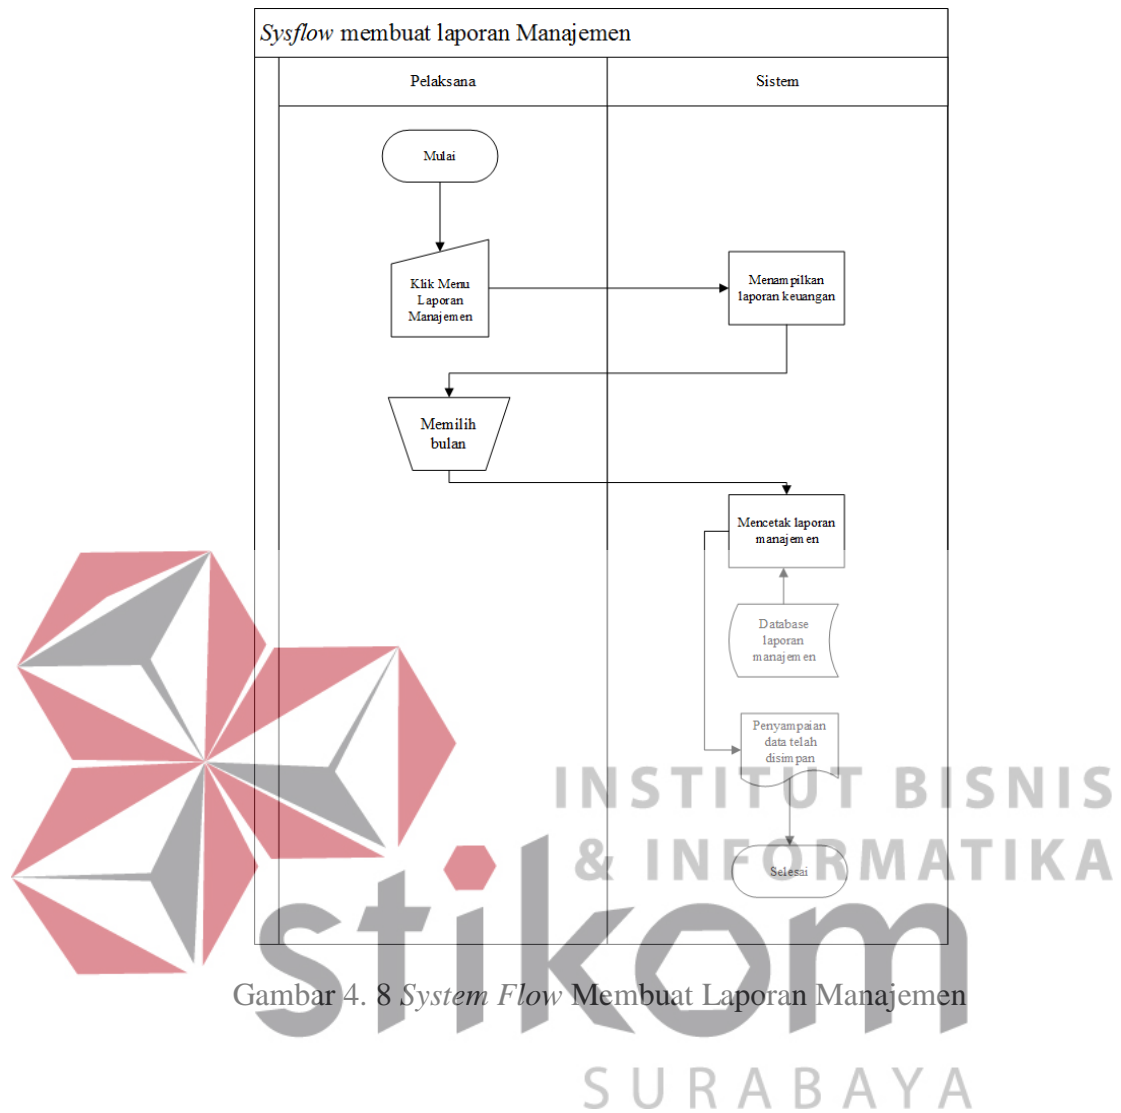 Sysflow membuat laporan Manajemen
Pelaksana
Sistem
Mulai
Klik Menu
Laporan
Manajemen
Menampilkan
laporan keuangan
Memilih
bulan
Mencetak laporan
manajemen
Database
laporan
manajemen
Penyampaian
data telah
disimpan
Selesai
INSTITUT BISNIS
& INFORMATIKA
stikom
SURABAYA
Gambar 4. 8 System Flow Membuat Laporan Manajemen